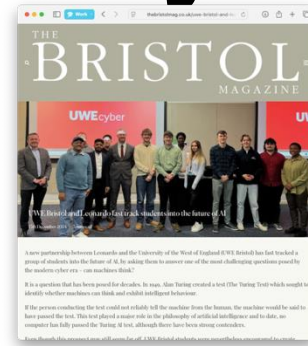 Work
thebristolmag.co.uk/uwe-bristol-and-
THE
BRISTOL
MAGAZINE
UWEcyber
UWE Bristol and Leonardo fast track students into the future of AI
A new partnership between Leonardo and the University of the West of England (UWE Bristol) has fast tracked a
group of students into the future of AI, by asking them to answer one of the most challenging questions posed by
the modern cyber era – can machines think?
It is a question that has been posed for decades. In 1949, Alan Turing created a test (The Turing Test) which sought to
identify whether machines can think and exhibit intelligent behaviour.
If the person conducting the test could not reliably tell the machine from the human, the machine would be said to
have passed the test. This test played a major role in the philosophy of artificial intelligence and to date, no
computer has fully passed the Turing AI test, although there have been strong contenders.